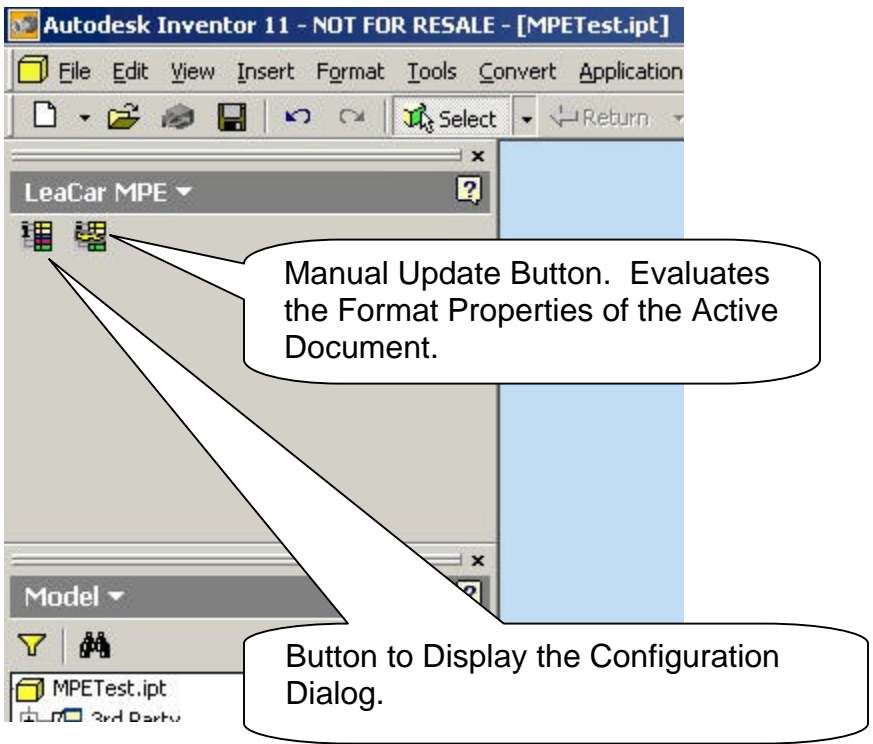 Autodesk Inventor 11 - NOT FOR RESALE - [MPETest.ipt]
File Edit View Insert Format Tools Convert Application
Select Return
LeaCar MPE
Manual Update Button. Evaluates
the Format Properties of the Active
Document.
Model
Button to Display the Configuration
Dialog.
MPETest.ipt
3rd Party